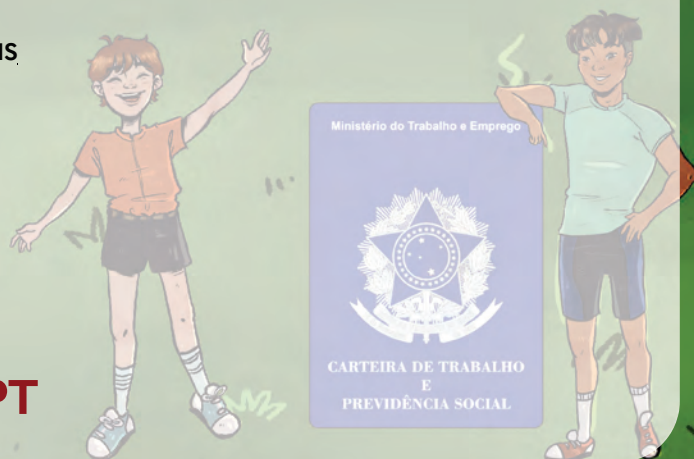 Ministério do Trabalho e Emprego
CARTEIRA DE TRABALHO
E
PREVIDÊNCIA SOCIAL